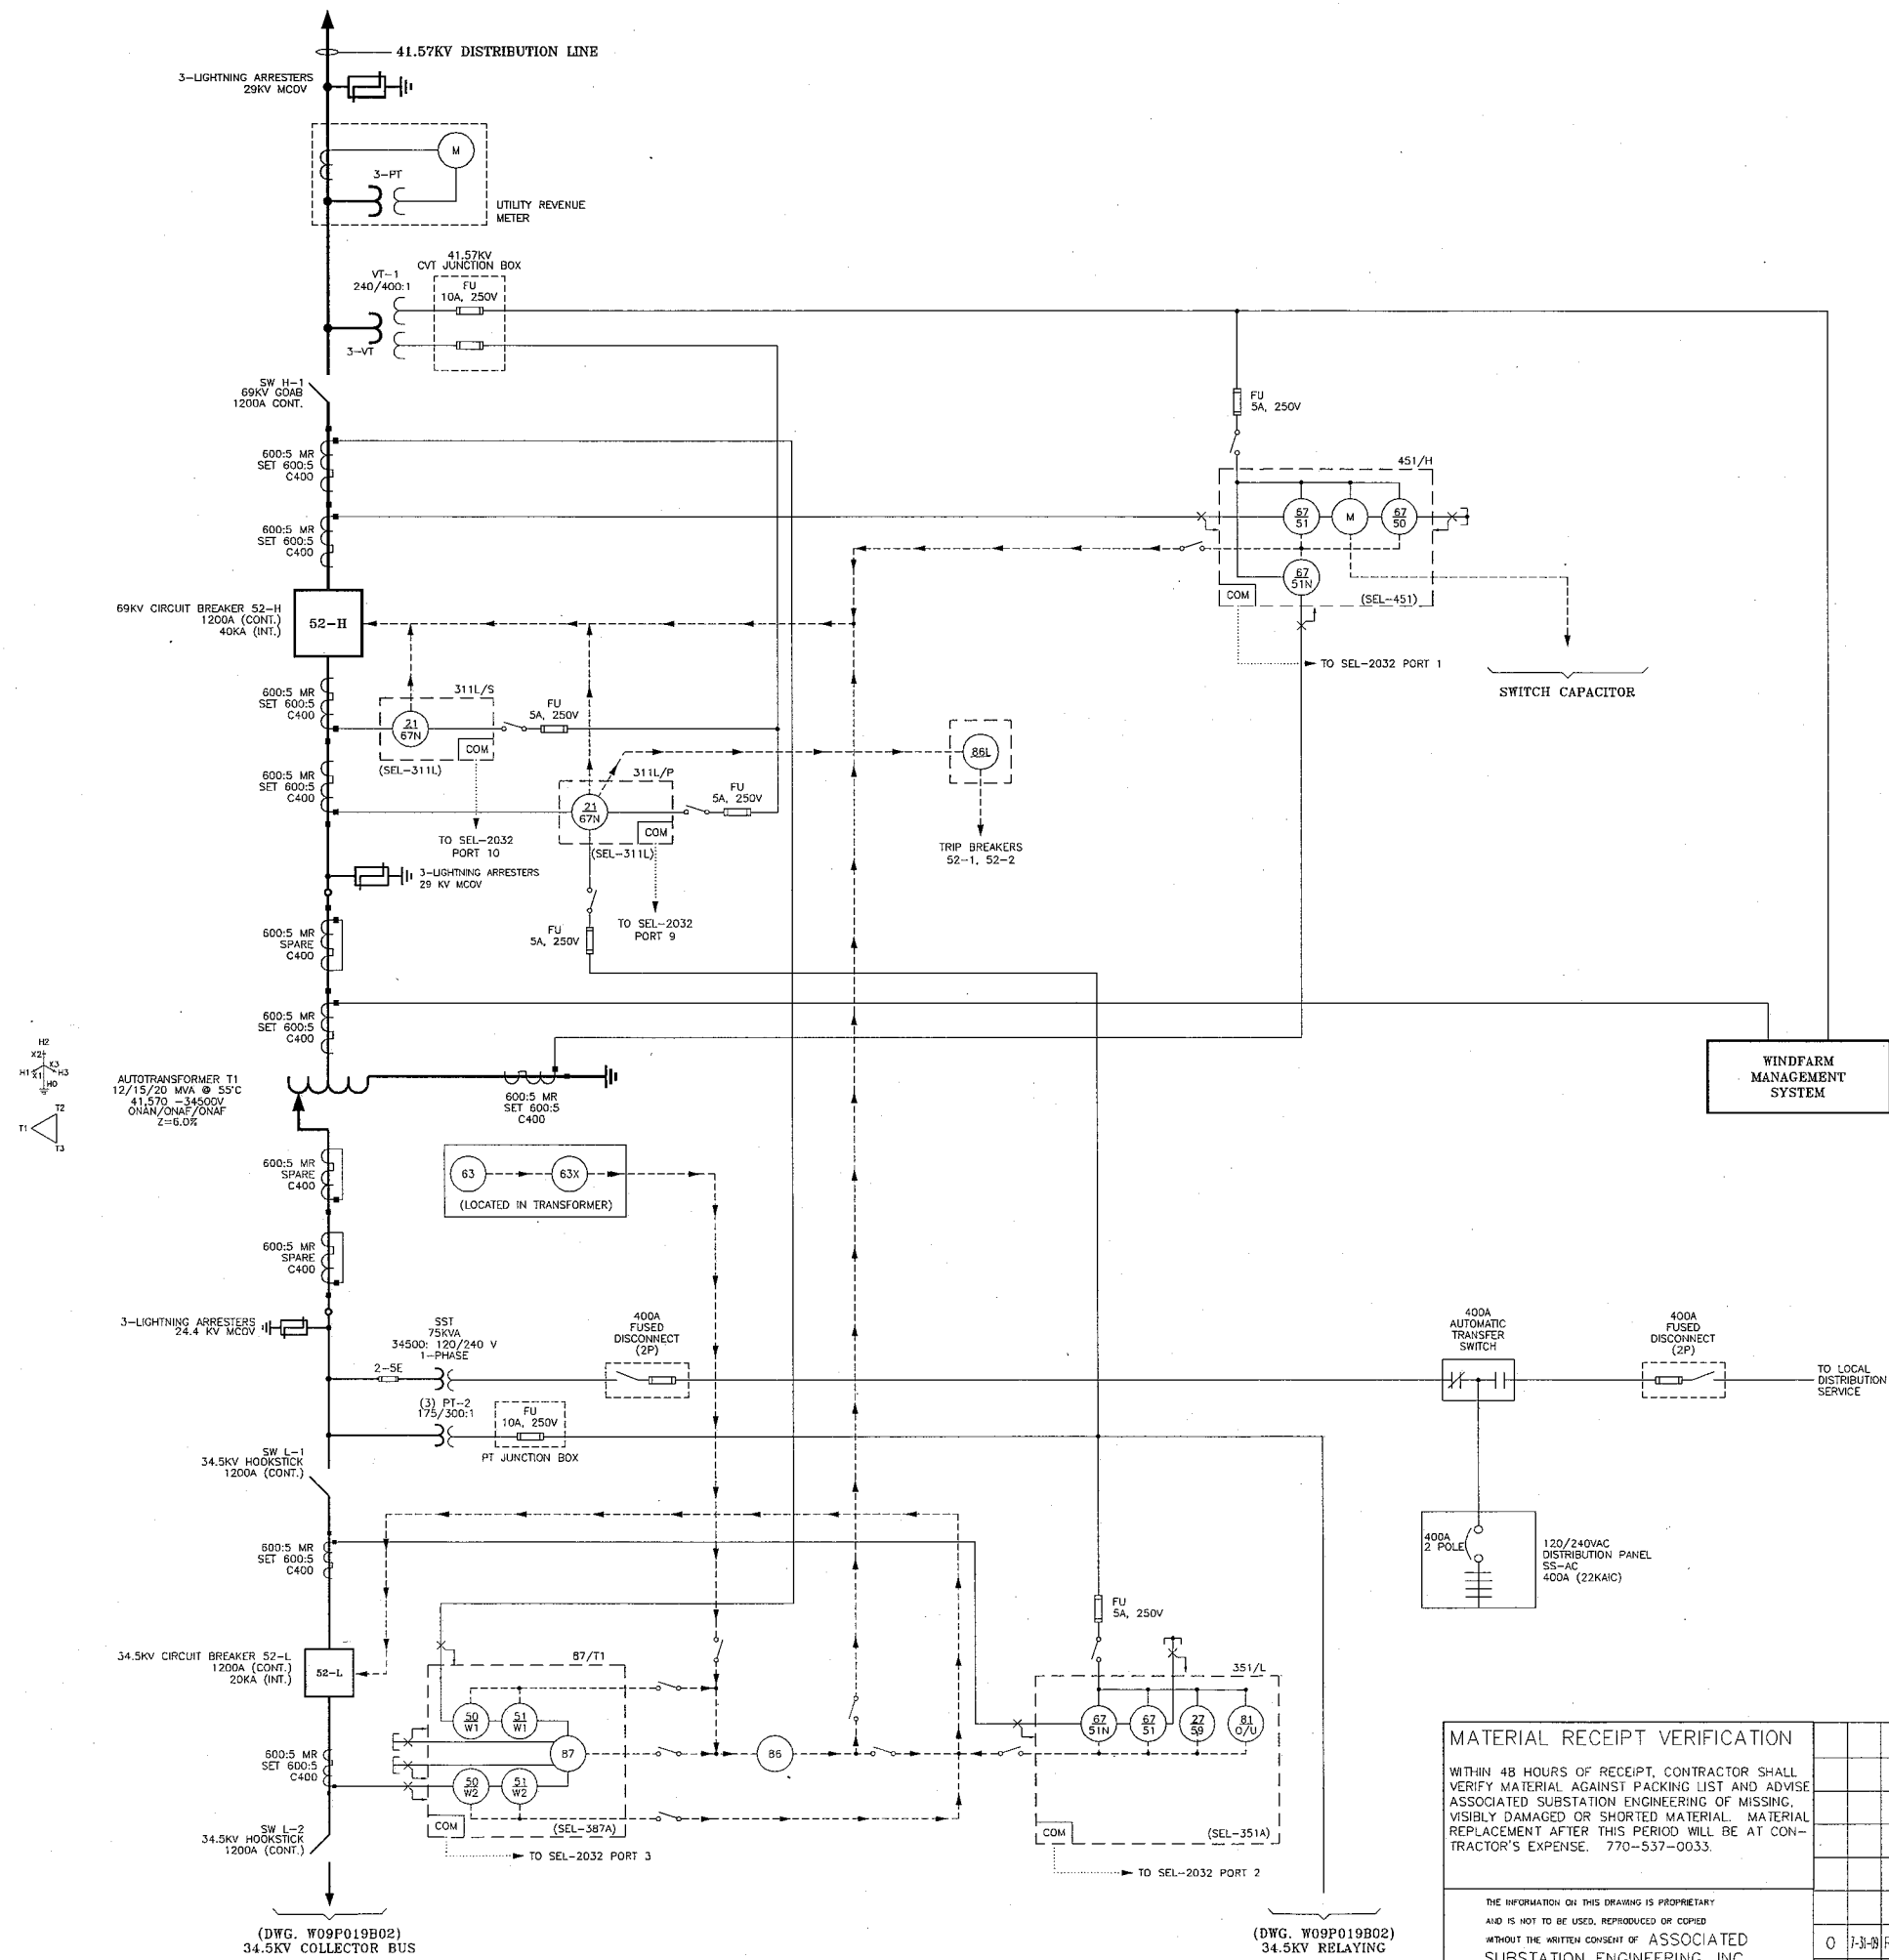 41.57KV DISTRIBUTION LINE
3-LIGHTNING ARRESTERS
29KV MCOV
M
3-PT
UTILITY REVENUE
METER
41.57KV
CVT JUNCTION BOX
VT-1
240/400:1
FU
10A, 250V
3-VT
SW H-1
69KV GOAB
1200A CONT.
FU
5A, 250V
600:5 MR
SET 600:5
C400
451/H
67
51
M
67
50
600:5 MR
SET 600:5
C400
67
51N
COM
(SEL-451)
69KV CIRCUIT BREAKER 52-H
1200A (CONT.)
40KA (INT.)
52-H
TO SEL-2032 PORT 1
SWITCH CAPACITOR
600:5 MR
SET 600:5
C400
311L/S
21
67N
COM
(SEL-311L)
FU
5A, 250V
86L
600:5 MR
SET 600:5
C400
311L/P
21
67N
COM
(SEL-311L)
FU
5A, 250V
TO SEL-2032
PORT 10
TRIP BREAKERS
52-1, 52-2
3-LIGHTNING ARRESTERS
29 KV MCOV
TO SEL-2032
PORT 9
FU
5A, 250V
600:5 MR
SPARE
C400
600:5 MR
SET 600:5
C400
H2
X2
X3
H1
X1
H3
H0
T2
T1
T3
AUTOTRANSFORMER T1
12/15/20 MVA @ 55°C
41,570 -34500V
ONAN/ONAF/ONAF
Z=6.0%
600:5 MR
SET 600:5
C400
WINDFARM
MANAGEMENT
SYSTEM
600:5 MR
SPARE
C400
63
63X
(LOCATED IN TRANSFORMER)
600:5 MR
SPARE
C400
3-LIGHTNING ARRESTERS
24.4 KV MCOV
SST
75KVA
34500: 120/240 V
1-PHASE
2-5E
400A
FUSED
DISCONNECT
(2P)
400A
AUTOMATIC
TRANSFER
SWITCH
400A
FUSED
DISCONNECT
(2P)
TO LOCAL
DISTRIBUTION
SERVICE
(3) PT-2
175/300:1
FU
10A, 250V
PT JUNCTION BOX
SW L-1
34.5KV HOOKSTICK
1200A (CONT.)
400A
2 POLE
120/240VAC
DISTRIBUTION PANEL
SS-AC
400A (22KAIC)
600:5 MR
SET 600:5
C400
FU
5A, 250V
34.5KV CIRCUIT BREAKER 52-L
1200A (CONT.)
20KA (INT.)
52-L
87/T1
50
W1
51
W1
87
50
W2
51
W2
COM
(SEL-387A)
86
351/L
67
51N
67
51
27
59
81
O/U
COM
(SEL-351A)
600:5 MR
SET 600:5
C400
SW L-2
34.5KV HOOKSTICK
1200A (CONT.)
TO SEL-2032 PORT 3
TO SEL-2032 PORT 2
(DWG. W09P019B02)
34.5KV COLLECTOR BUS
(DWG. W09P019B02)
34.5KV RELAYING
MATERIAL RECEIPT VERIFICATION
WITHIN 48 HOURS OF RECEIPT, CONTRACTOR SHALL
VERIFY MATERIAL AGAINST PACKING LIST AND ADVISE
ASSOCIATED SUBSTATION ENGINEERING OF MISSING,
VISIBLY DAMAGED OR SHORTED MATERIAL. MATERIAL
REPLACEMENT AFTER THIS PERIOD WILL BE AT CON-
TRACTOR'S EXPENSE. 770-537-0033.
THE INFORMATION ON THIS DRAWING IS PROPRIETARY
AND IS NOT TO BE USED, REPRODUCED OR COPIED
WITHOUT THE WRITTEN CONSENT OF ASSOCIATED
SUBSTATION ENGINEERING, INC.
0 7-31-09